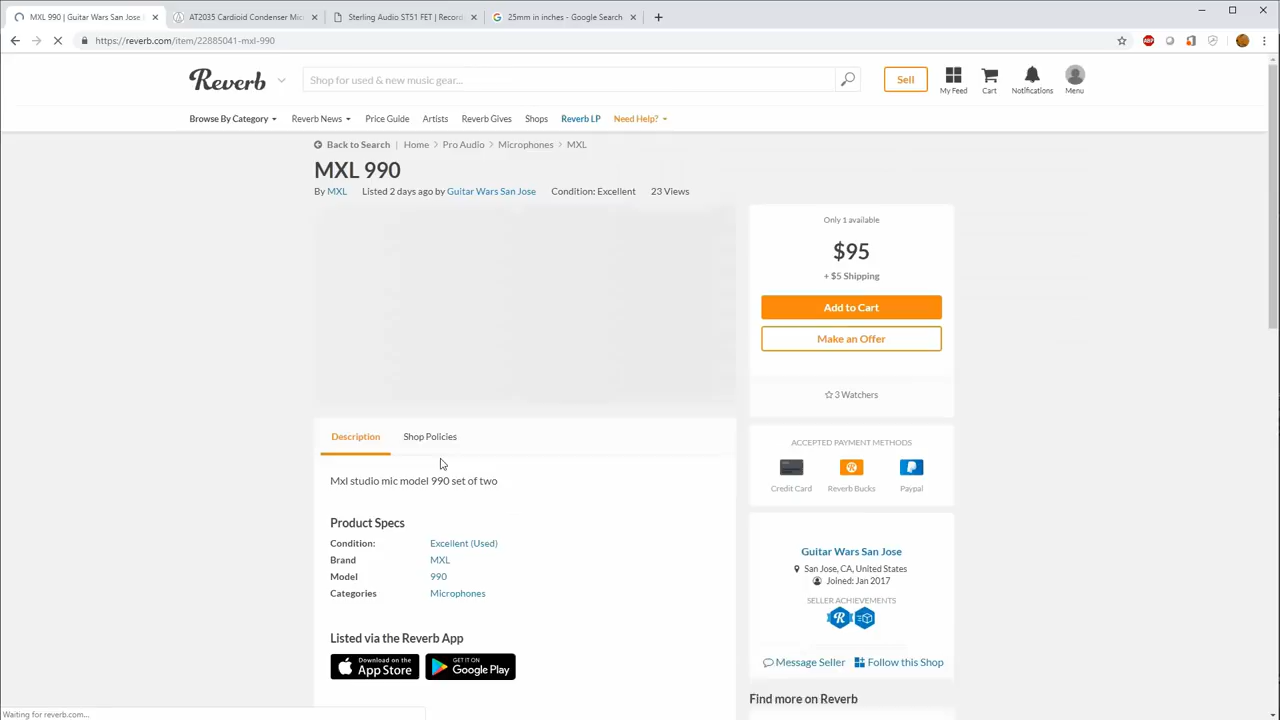 MXL 990 | Guitar Wars San Jose
AT2035 Cardioid Condenser Mic
Sterling Audio ST51 FET | Record
25mm in inches - Google Search
https://reverb.com/item/22885041-mxl-990
ABP
Reverb
Shop for used & new music gear...
Sell
My Feed
Cart
Notifications
Menu
Browse By Category
Reverb News
Price Guide
Artists
Reverb Gives
Shops
Reverb LP
Need Help?
Back to Search | Home > Pro Audio > Microphones > MXL
MXL 990
By MXL Listed 2 days ago by Guitar Wars San Jose Condition: Excellent 23 Views
Only 1 available
$95
+ $5 Shipping
Add to Cart
Make an Offer
3 Watchers
Description
Shop Policies
Mxl studio mic model 990 set of two
Product Specs
Condition: Excellent (Used)
Brand MXL
Model 990
Categories Microphones
Listed via the Reverb App
Download on the
App Store
GET IT ON
Google Play
ACCEPTED PAYMENT METHODS
Credit Card
Reverb Bucks
Paypal
Guitar Wars San Jose
San Jose, CA, United States
Joined: Jan 2017
SELLER ACHIEVEMENTS
Message Seller
Follow this Shop
Find more on Reverb
Waiting for reverb.com...